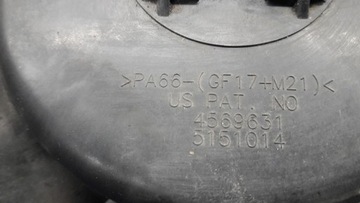 >PA66-(GF17+M21)<
US PAT. NO
4569631
5151014